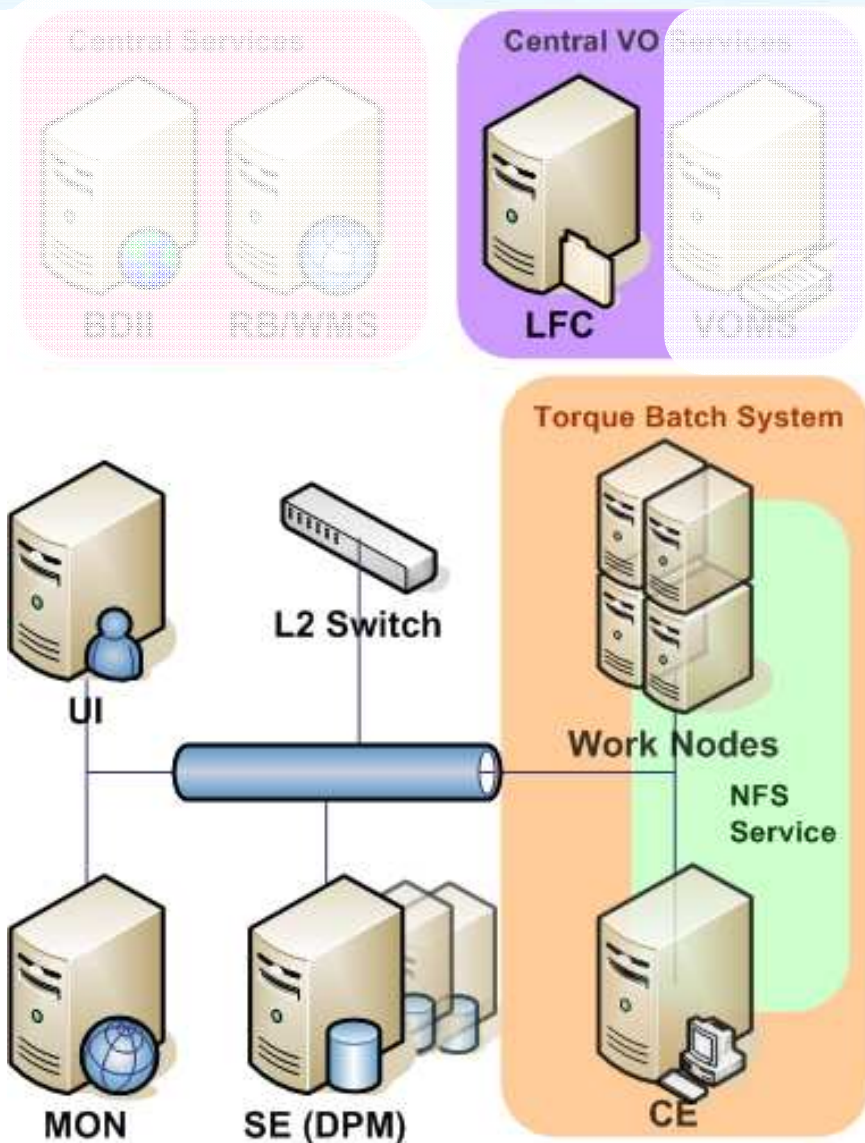 Central Services
Central VO Services
BDII
RB/WMS
LFC
VOMS
Torque Batch System
UI
L2 Switch
Work Nodes
NFS
Service
MON
SE (DPM)
CE